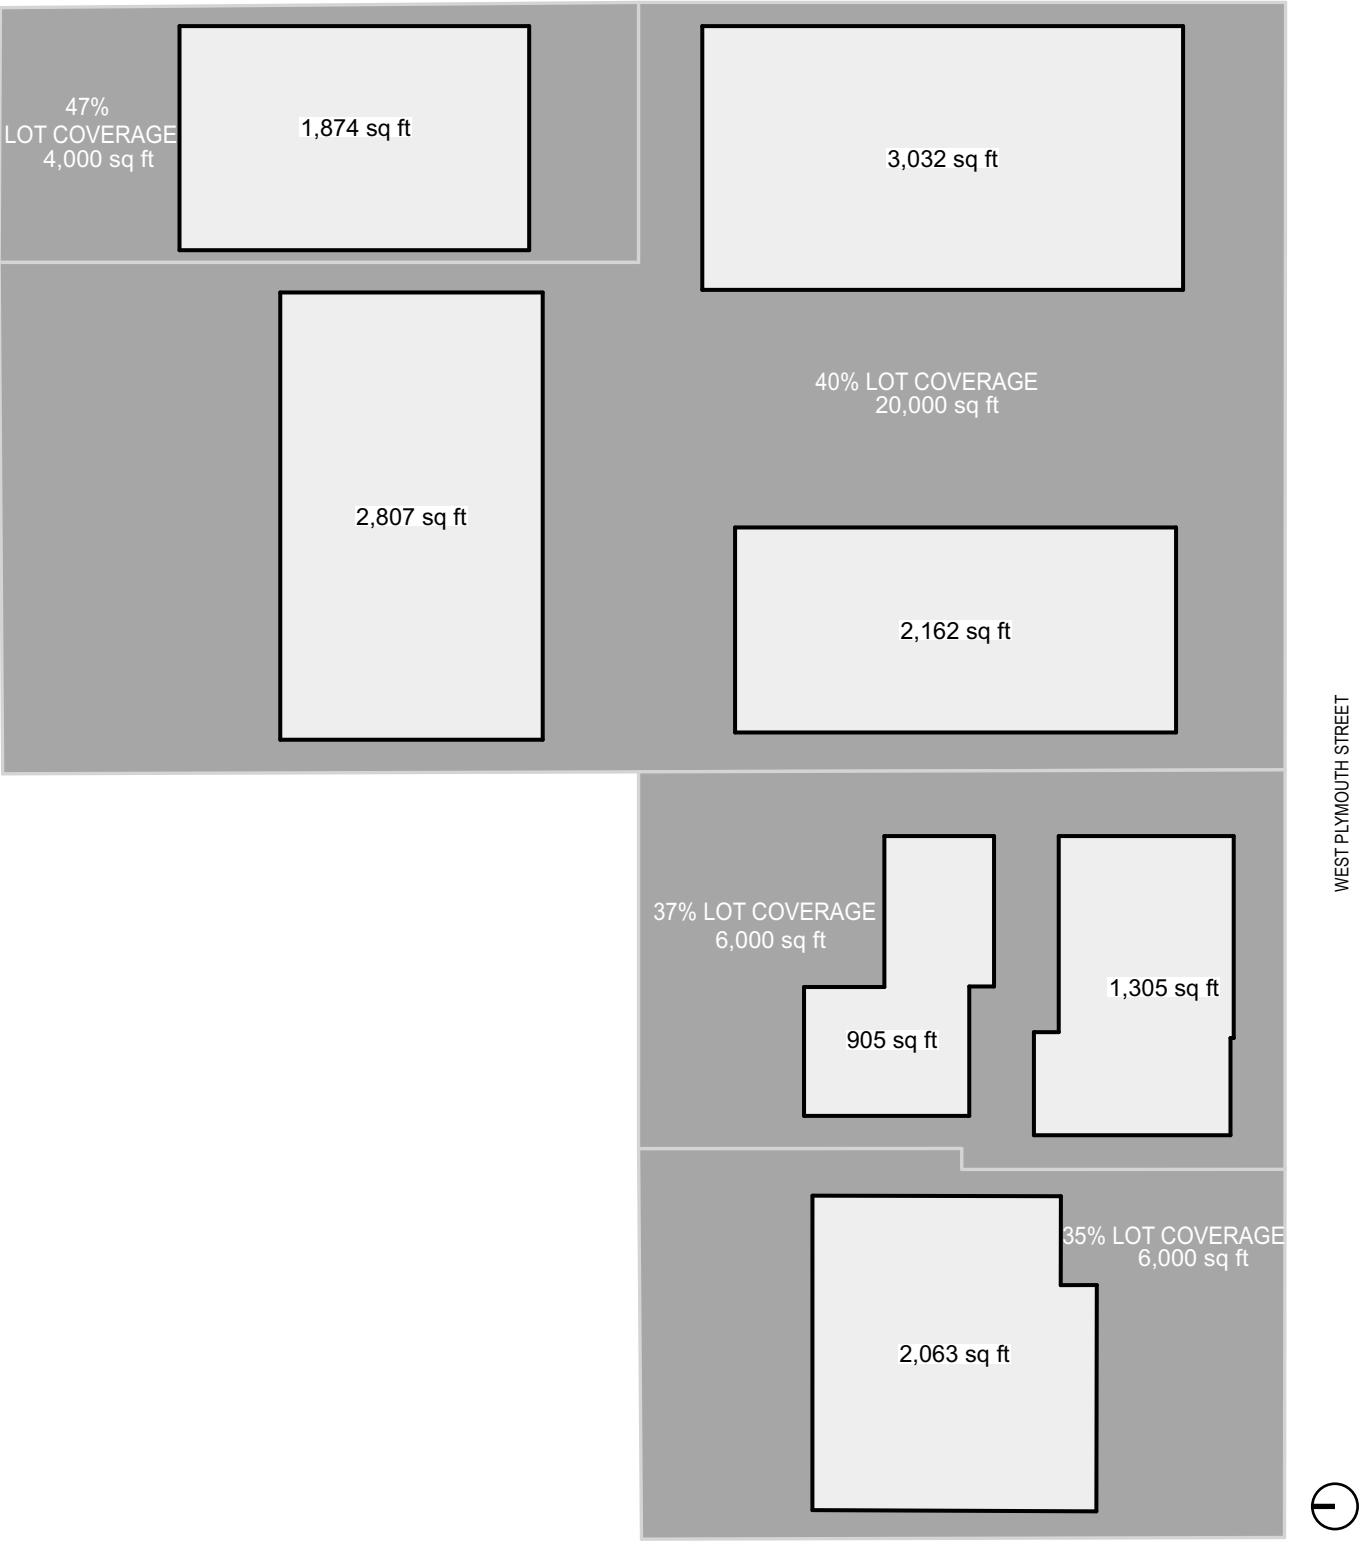 47%
LOT COVERAGE
4,000 sq ft
1,874 sq ft
3,032 sq ft
40% LOT COVERAGE
20,000 sq ft
2,807 sq ft
2,162 sq ft
WEST PLYMOUTH STREET
37% LOT COVERAGE
6,000 sq ft
905 sq ft
1,305 sq ft
35% LOT COVERAGE
6,000 sq ft
2,063 sq ft